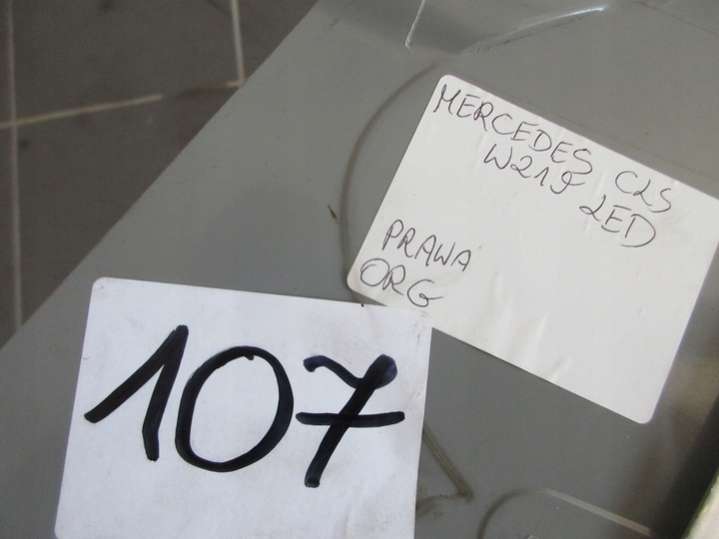 MERCEDES CLS
W219 LED
PRAWA
ORG
107